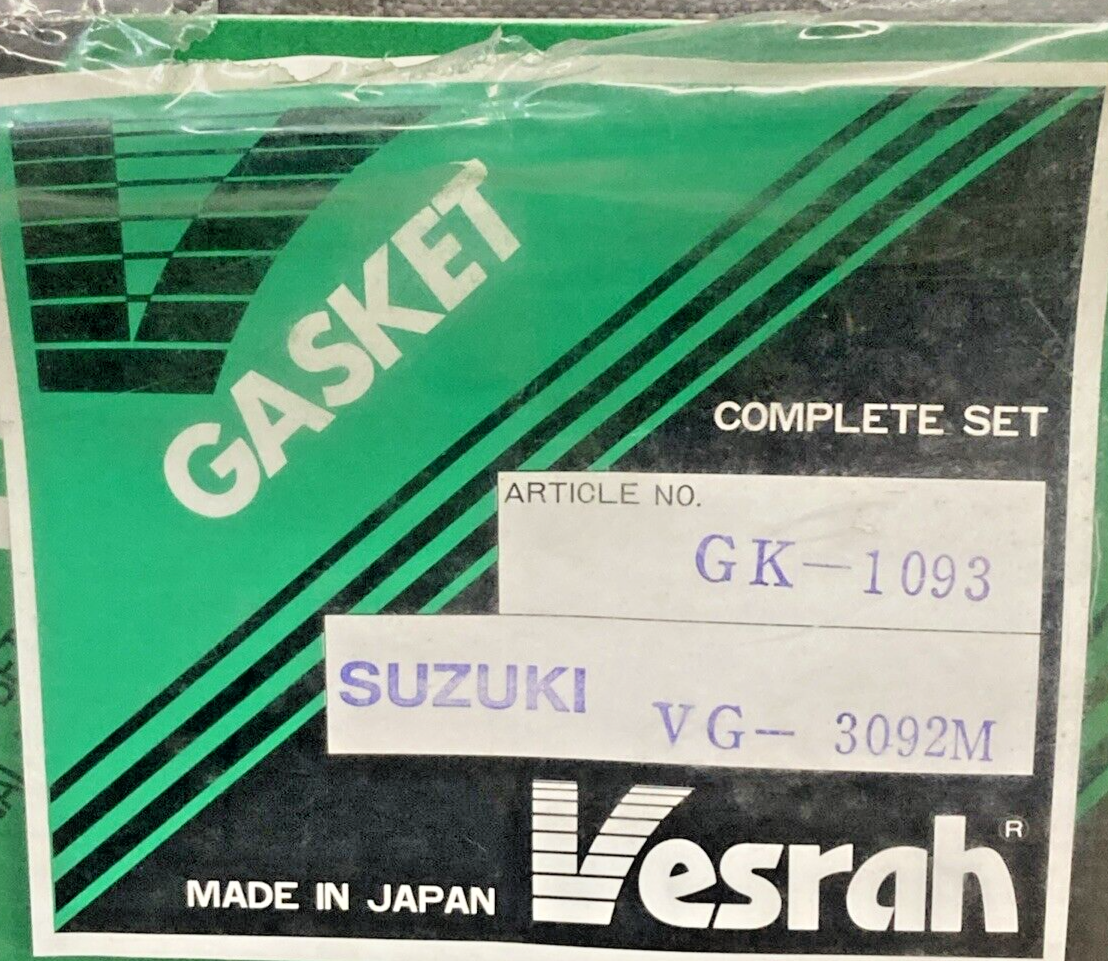 GASKET
COMPLETE SET
ARTICLE NO.
GK-1093
SUZUKI VG- 3092M
Vesrah ®
MADE IN JAPAN